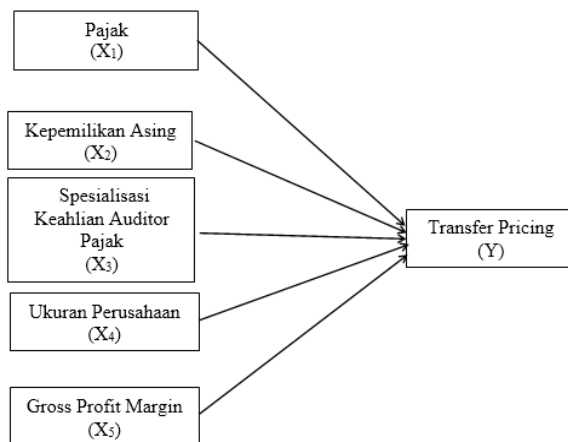 Pajak
(X₁)
Kepemilikan Asing
(X₂)
Spesialisasi
Keahlian Auditor
Pajak
(X₃)
Ukuran Perusahaan
(X₄)
Gross Profit Margin
(X₅)
Transfer Pricing
(Y)